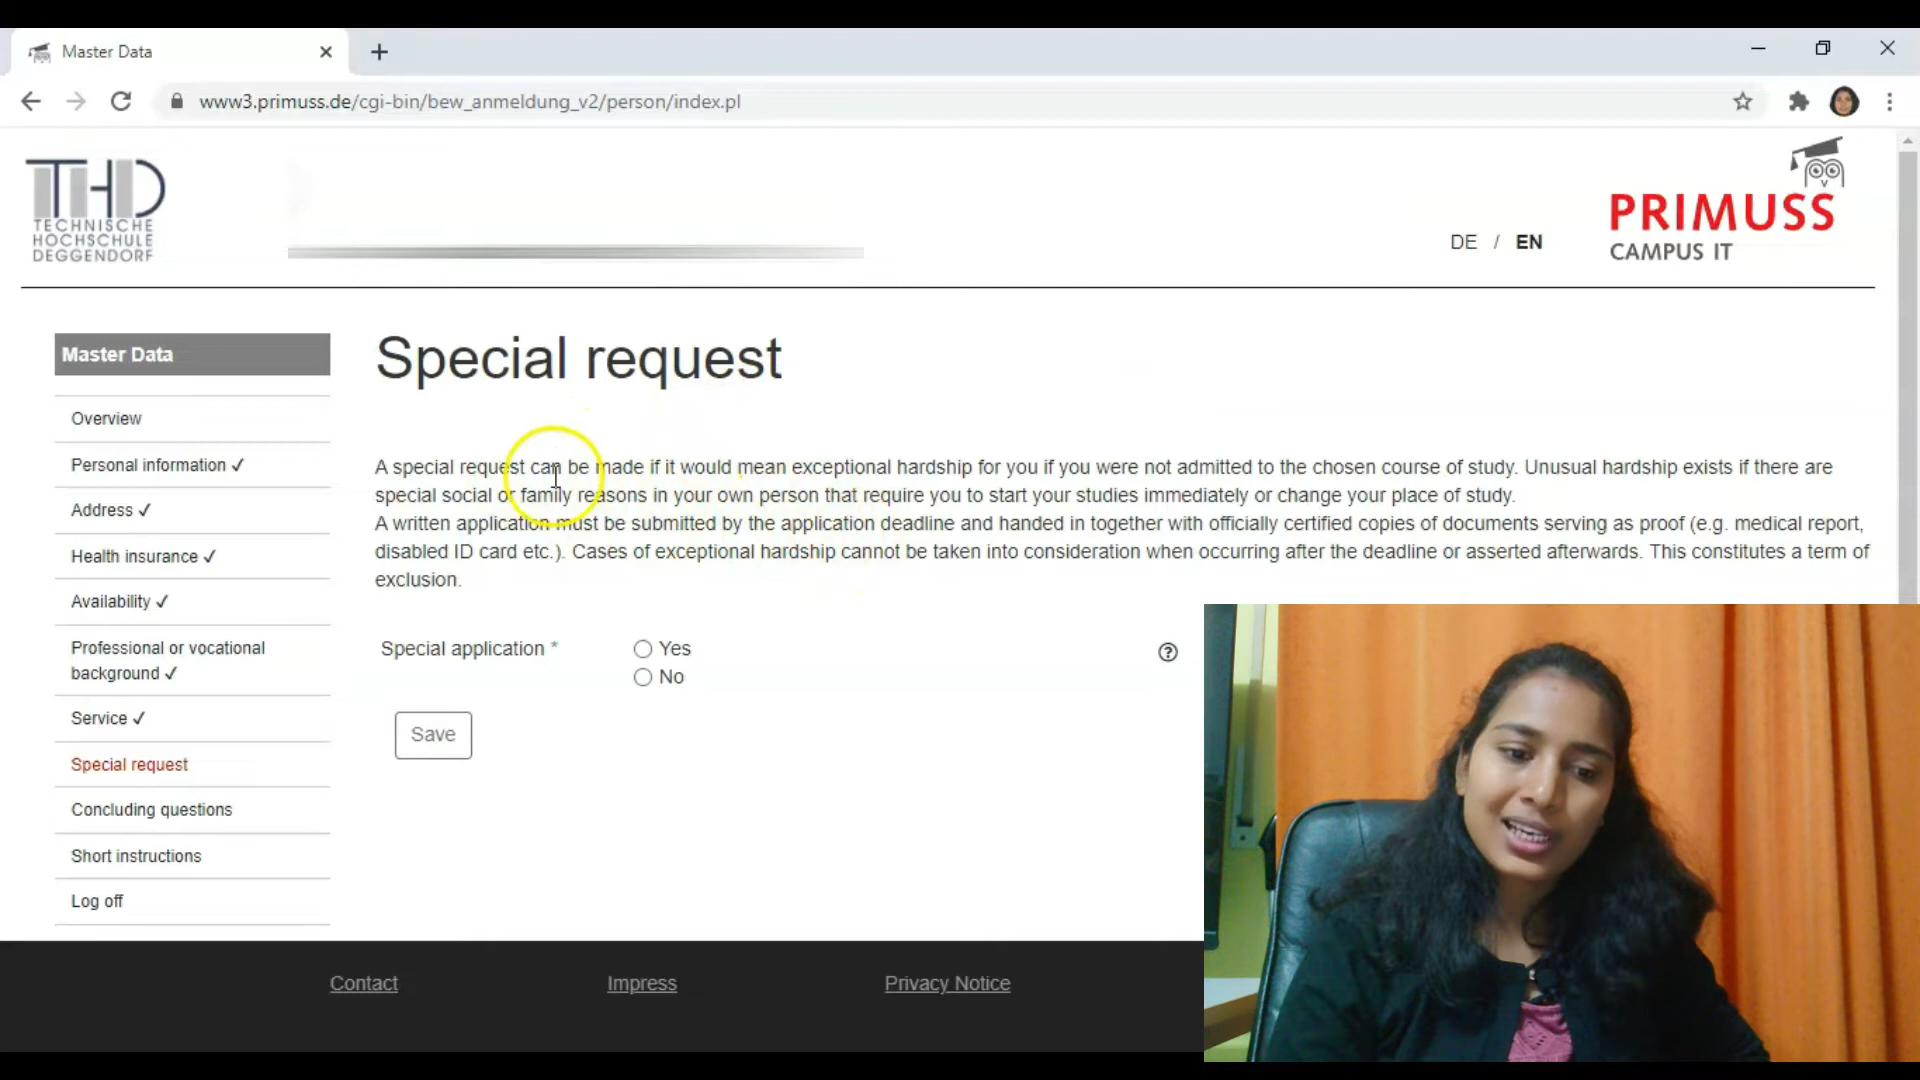 Master Data
www3.primuss.de/cgi-bin/bew_anmeldung_v2/person/index.pl
THD
TECHNISCHE
HOCHSCHULE
DEGGENDORF
DE / EN
PRIMUSS
CAMPUS IT
Master Data
Overview
Personal information ✓
Address ✓
Health insurance ✓
Availability ✓
Professional or vocational
background ✓
Service ✓
Special request
Concluding questions
Short instructions
Log off
Special request
A special request can be made if it would mean exceptional hardship for you if you were not admitted to the chosen course of study. Unusual hardship exists if there are
special social or family reasons in your own person that require you to start your studies immediately or change your place of study.
A written application must be submitted by the application deadline and handed in together with officially certified copies of documents serving as proof (e.g. medical report,
disabled ID card etc.). Cases of exceptional hardship cannot be taken into consideration when occurring after the deadline or asserted afterwards. This constitutes a term of
exclusion.
Special application * Yes
No
Save
Contact Impress Privacy Notice